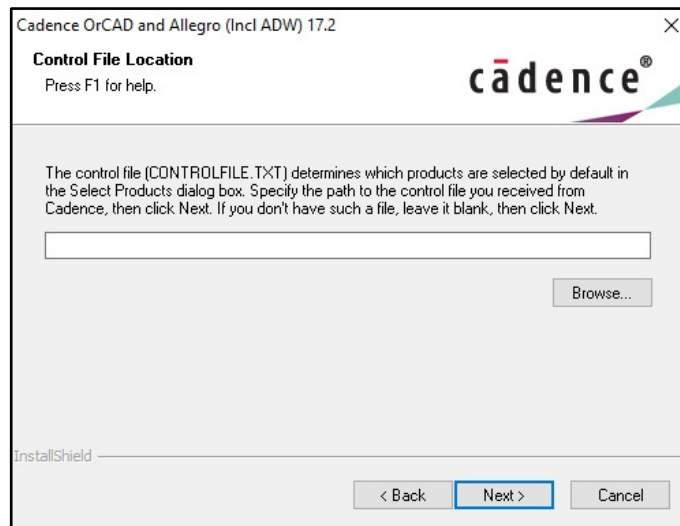 Cadence OrCAD and Allegro (Incl ADW) 17.2
Control File Location
Press F1 for help.
cādence®
The control file (CONTROLFILE.TXT) determines which products are selected by default in
the Select Products dialog box. Specify the path to the control file you received from
Cadence, then click Next. If you don't have such a file, leave it blank, then click Next.
Browse...
InstallShield
< Back
Next >
Cancel